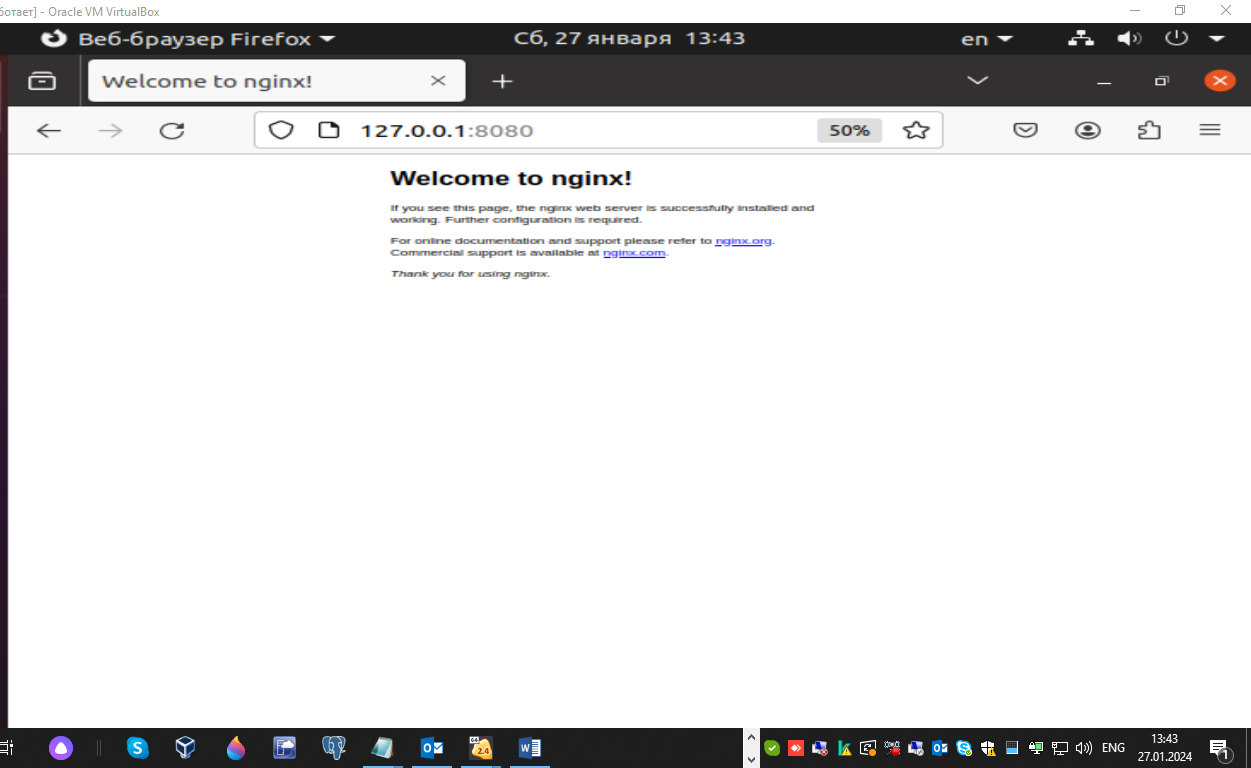 ботает] - Oracle VM VirtualBox
Веб-браузер Firefox
Сб, 27 января 13:43
en
Welcome to nginx!
127.0.0.1:8080
50%
Welcome to nginx!
If you see this page, the nginx web server is successfully installed and
working. Further configuration is required.
For online documentation and support please refer to nginx.org.
Commercial support is available at nginx.com.
Thank you for using nginx.
ENG
13:43
27.01.2024
1
2.4